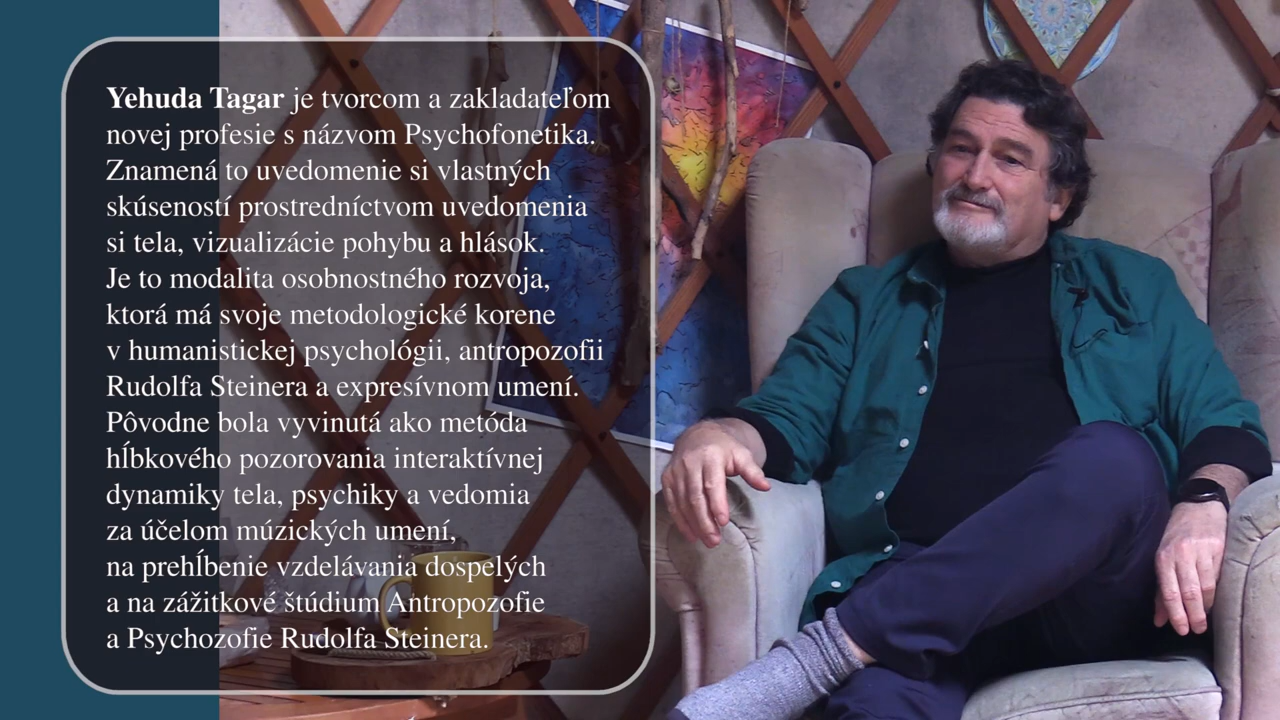 Yehuda Tagar je tvorcom a zakladateľom
novej profesie s názvom Psychofonetika.
Znamená to uvedomenie si vlastných
skúseností prostredníctvom uvedomenia
si tela, vizualizácie pohybu a hlások.
Je to modalita osobnostného rozvoja,
ktorá má svoje metodologické korene
v humanistickej psychológii, antropozofii
Rudolfa Steinera a expresívnom umení.
Pôvodne bola vyvinutá ako metóda
hĺbkového pozorovania interaktívnej
dynamiky tela, psychiky a vedomia
za účelom múzických umení,
na prehĺbenie vzdelávania dospelých
a na zážitkové štúdium Antropozofie
a Psychozofie Rudolfa Steinera.